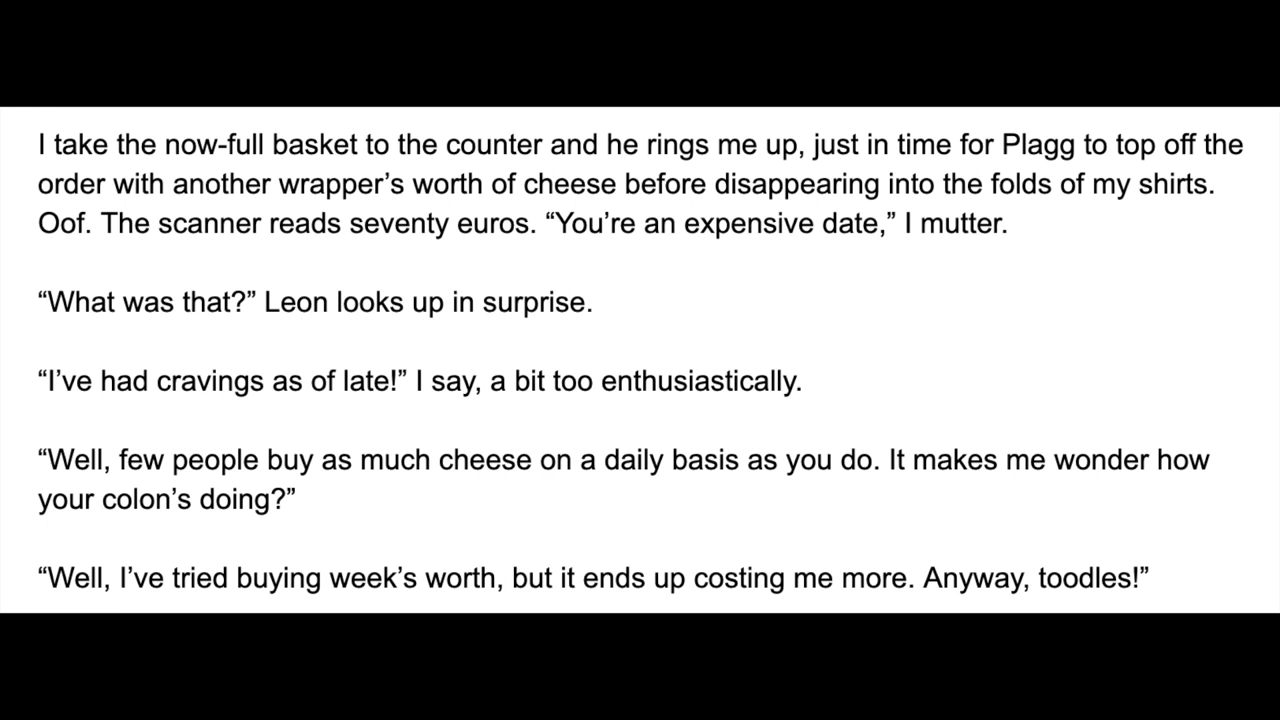 I take the now-full basket to the counter and he rings me up, just in time for Plagg to top off the
order with another wrapper’s worth of cheese before disappearing into the folds of my shirts.
Oof. The scanner reads seventy euros. “You’re an expensive date,” I mutter.
“What was that?” Leon looks up in surprise.
“I’ve had cravings as of late!” I say, a bit too enthusiastically.
“Well, few people buy as much cheese on a daily basis as you do. It makes me wonder how
your colon’s doing?”
“Well, I’ve tried buying week’s worth, but it ends up costing me more. Anyway, toodles!”